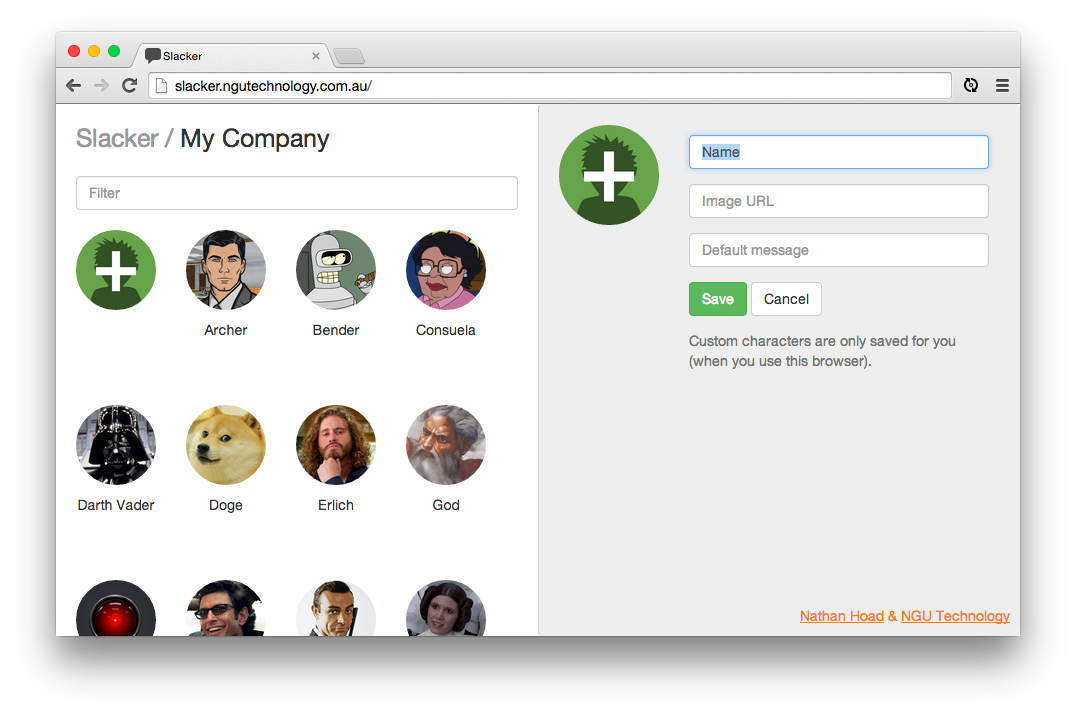 Slacker
slacker.ngutechnology.com.au/
Slacker / My Company
Filter
Archer
Bender
Consuela
Darth Vader
Doge
Erlich
God
Name
Image URL
Default message
Save
Cancel
Custom characters are only saved for you
(when you use this browser).
Nathan Hoad & NGU Technology